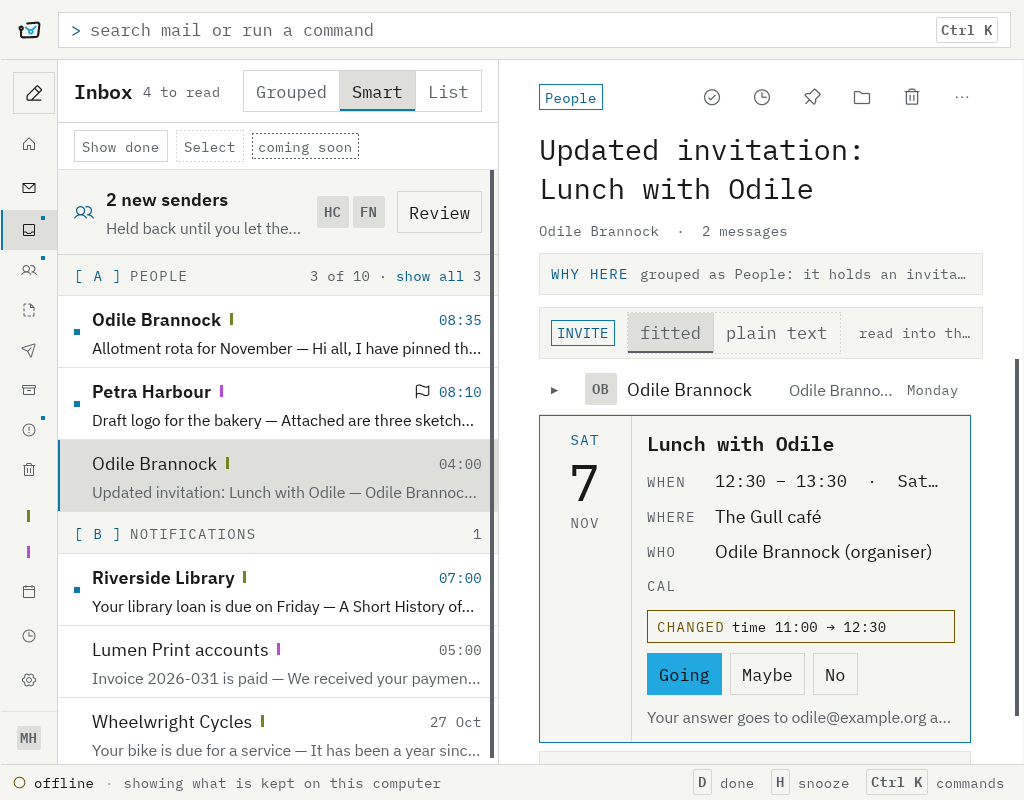 > search mail or run a command Ctrl K
Inbox 4 to read Grouped Smart List
Show done Select coming soon
2 new senders
Held back until you let the… HC FN Review
[ A ] PEOPLE 3 of 10 · show all 3
Odile Brannock 08:35
Allotment rota for November — Hi all, I have pinned th…
Petra Harbour 08:10
Draft logo for the bakery — Attached are three sketch…
Odile Brannock 04:00
Updated invitation: Lunch with Odile — Odile Brannoc…
[ B ] NOTIFICATIONS 1
Riverside Library 07:00
Your library loan is due on Friday — A Short History of…
Lumen Print accounts 05:00
Invoice 2026-031 is paid — We received your paymen…
Wheelwright Cycles 27 Oct
Your bike is due for a service — It has been a year sinc…
MH
People
Updated invitation:
Lunch with Odile
Odile Brannock · 2 messages
WHY HERE grouped as People: it holds an invita…
INVITE fitted plain text read into th…
▸ OB Odile Brannock Odile Branno… Monday
SAT
7
NOV
Lunch with Odile
WHEN 12:30 – 13:30 · Sat…
WHERE The Gull café
WHO Odile Brannock (organiser)
CAL
CHANGED time 11:00 → 12:30
Going Maybe No
Your answer goes to odile@example.org a…
offline · showing what is kept on this computer
D done H snooze Ctrl K commands